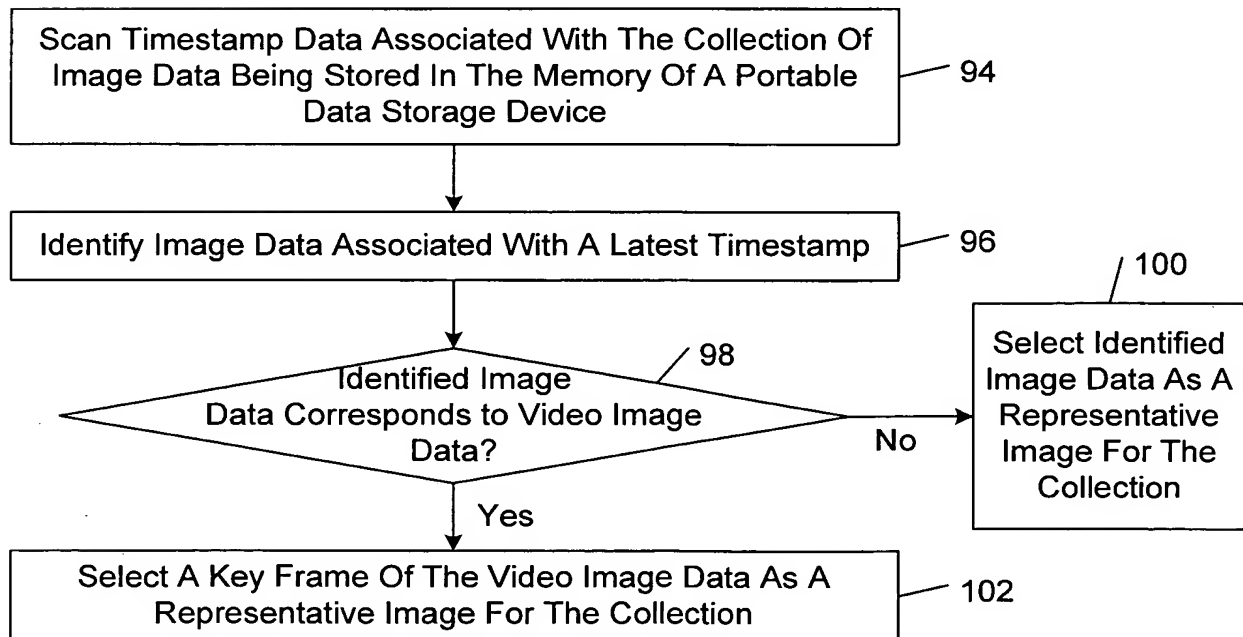 Scan Timestamp Data Associated With The Collection Of
Image Data Being Stored In The Memory Of A Portable
Data Storage Device
94
Identify Image Data Associated With A Latest Timestamp
96
98
Identified Image
Data Corresponds to Video Image
Data?
No
100
Select Identified
Image Data As A
Representative
Image For The
Collection
Yes
Select A Key Frame Of The Video Image Data As A
Representative Image For The Collection
102